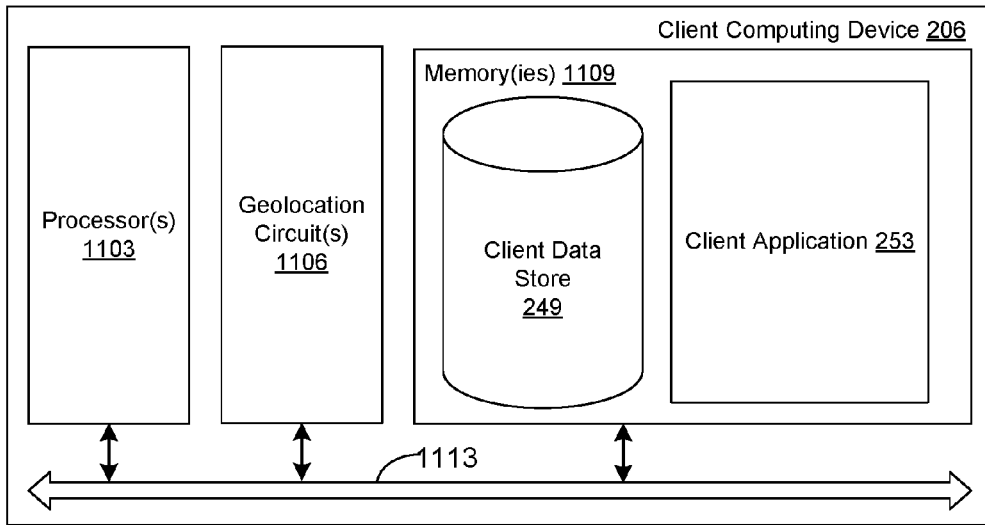 Client Computing Device 206
Processor(s)
1103
Geolocation
Circuit(s)
1106
Memory(ies) 1109
Client Data
Store
249
Client Application 253
1113